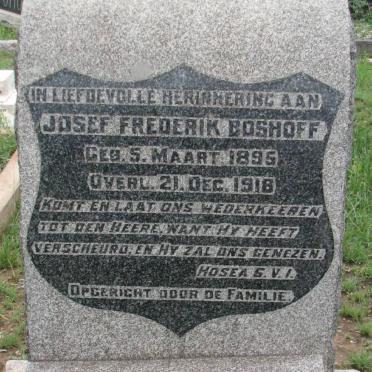 IN LIEFDEVOLLE HERINNERING AAN
JOSEF FREDERIK BOSHOFF
GEB. 5. MAART 1895
OVERL. 21. DEC. 1918
KOMT EN LAAT ONS WEDERKEEREN
TOT DEN HEERE, WANT HY HEEFT
VERSCHEURD, EN HY ZAL ONS GENEZEN.
HOSEA 6. V. 1.
OPGERICHT DOOR DE FAMILIE.